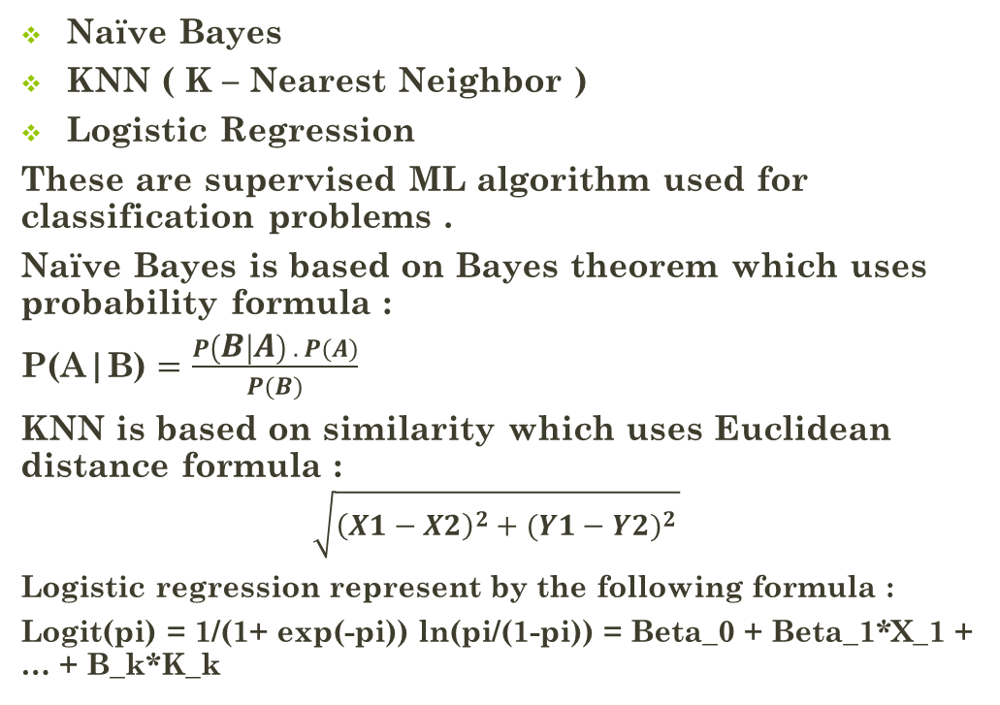 ❖ Naïve Bayes
❖ KNN ( K – Nearest Neighbor )
❖ Logistic Regression
These are supervised ML algorithm used for
classification problems .
Naïve Bayes is based on Bayes theorem which uses
probability formula :
P(A|B) = P(B|A) . P(A) / P(B)
KNN is based on similarity which uses Euclidean
distance formula :
√((X1 − X2)² + (Y1 − Y2)²)
Logistic regression represent by the following formula :
Logit(pi) = 1/(1+ exp(-pi)) ln(pi/(1-pi)) = Beta_0 + Beta_1*X_1 +
… + B_k*K_k